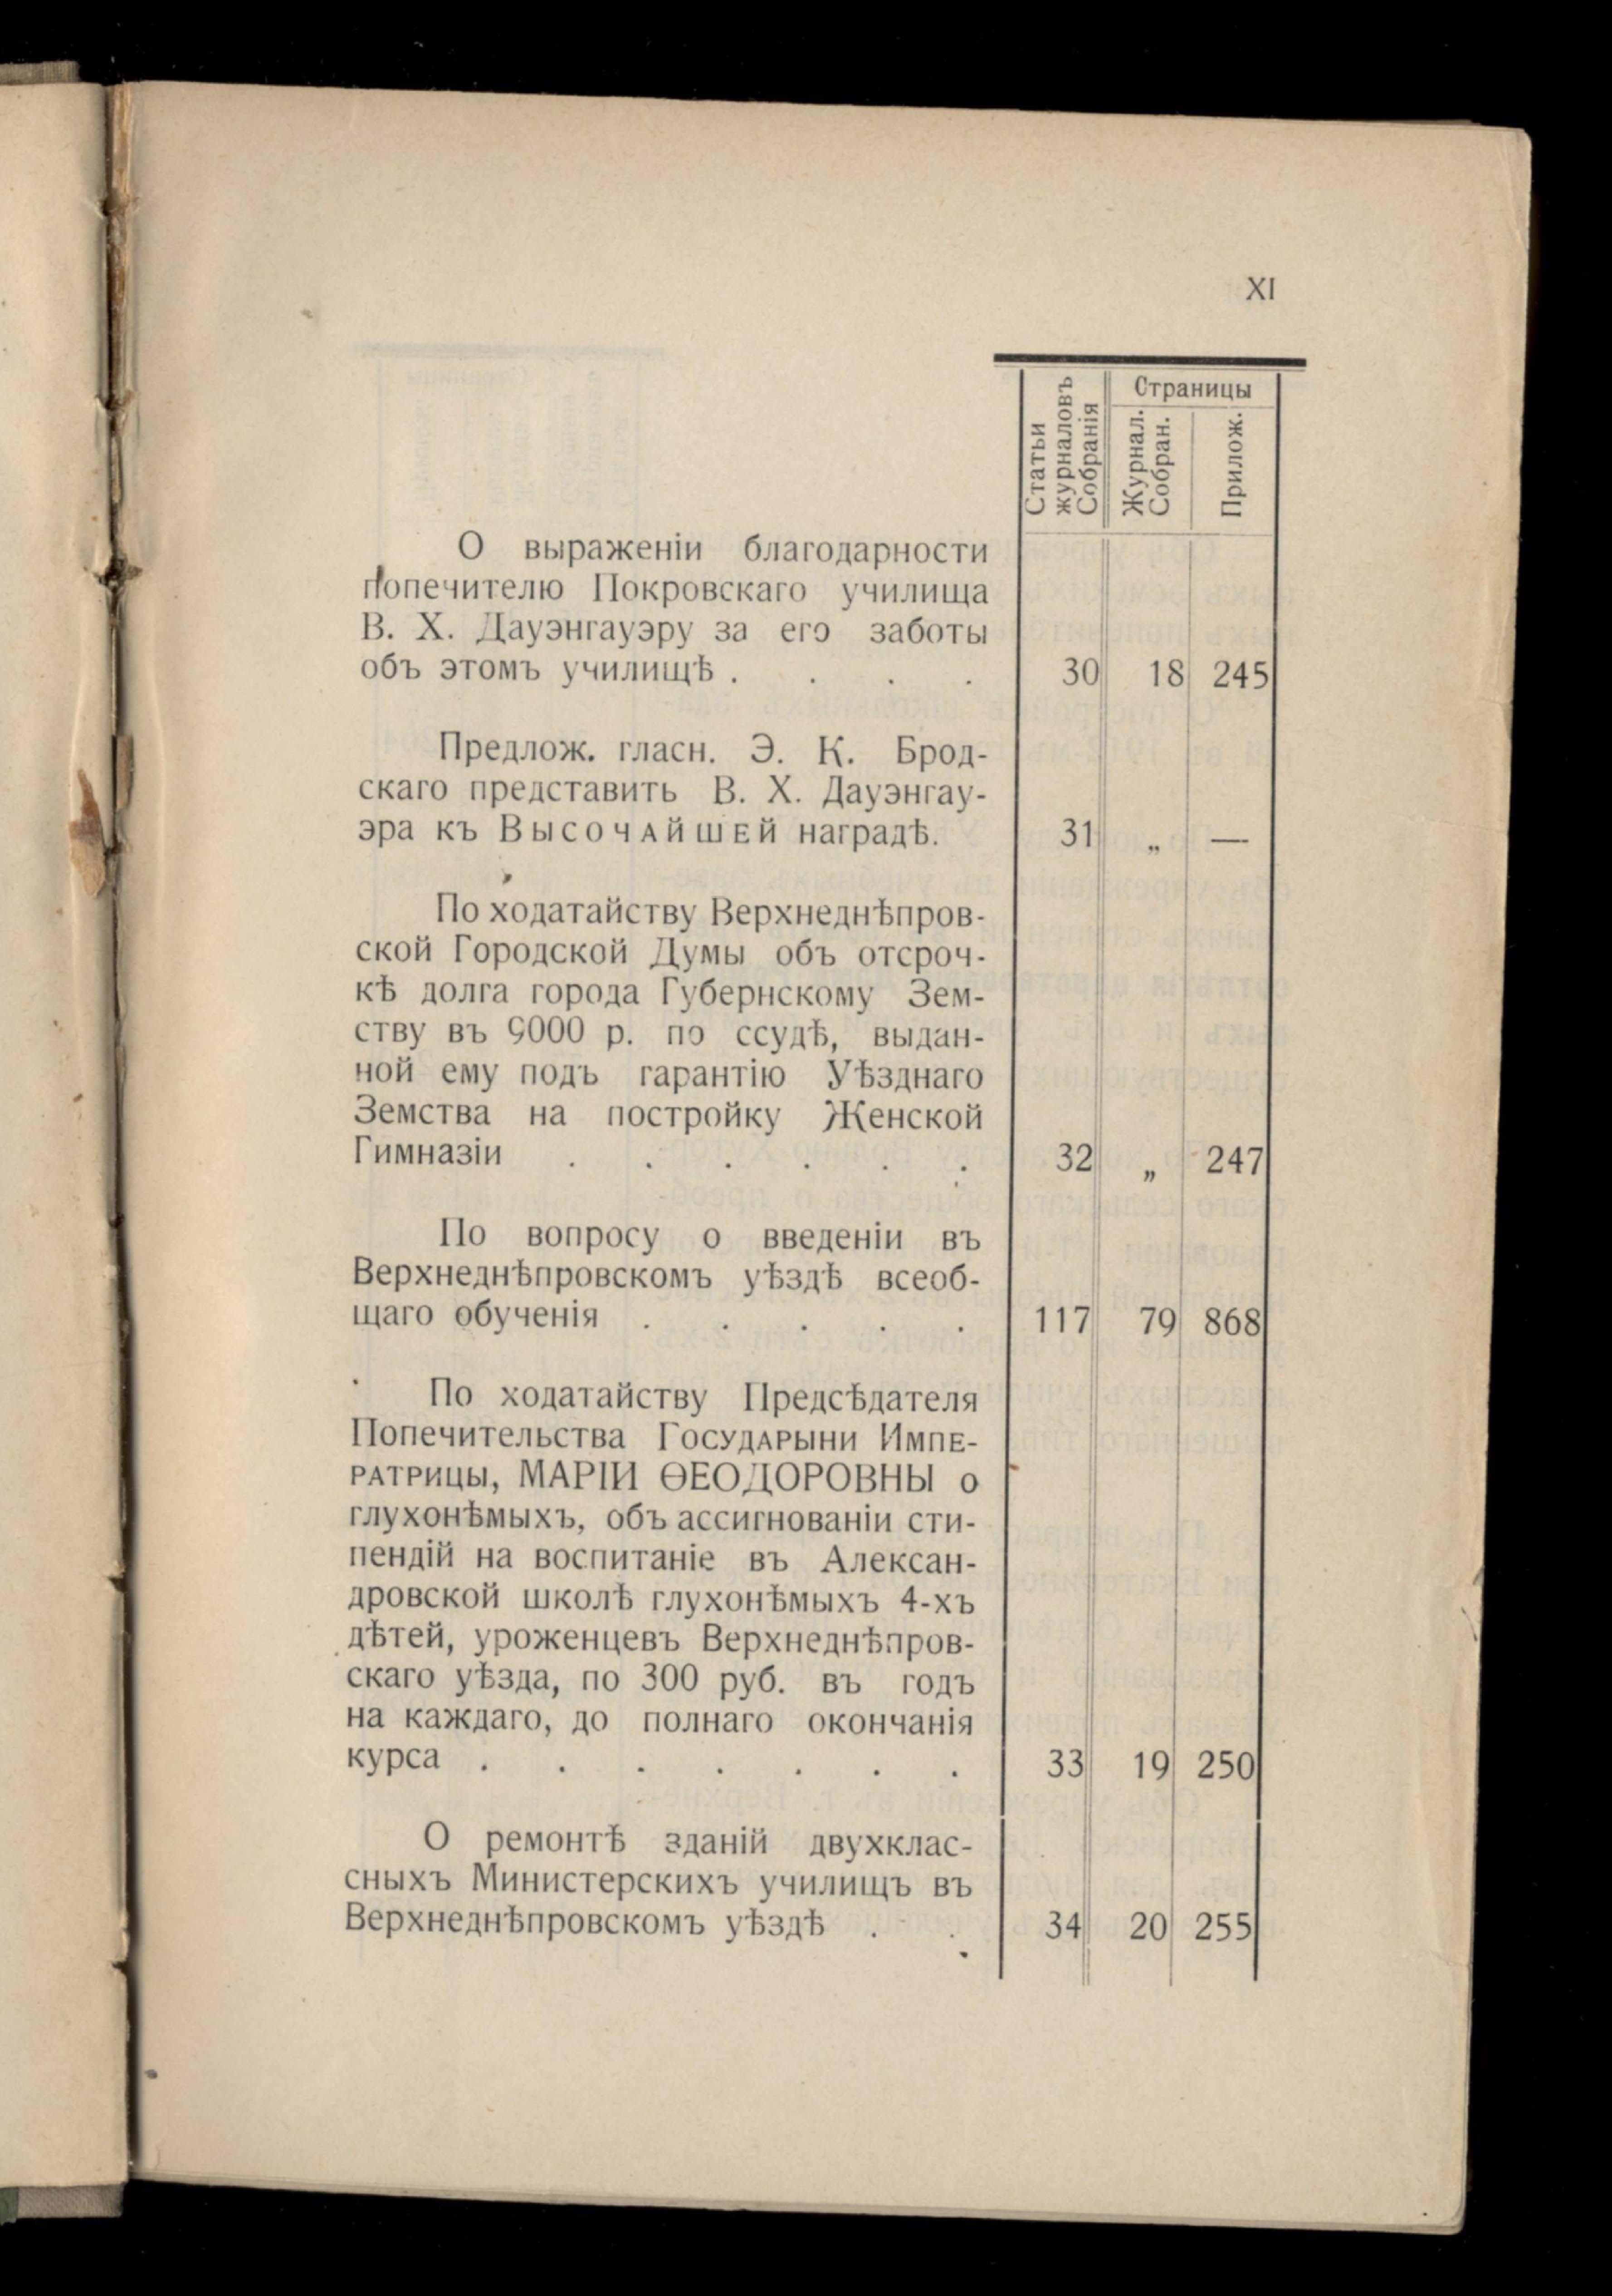 XI
Статьи
журналовъ
Собранія
Страницы
Журнал.
Собран.
Прилож.
О выраженіи благодарности
попечителю Покровскаго училища
В. Х. Дауэнгауэру за его заботы
объ этомъ училищѣ . . . . 30 18 245
Предлож. гласн. Э. К. Брод-
скаго представить В. Х. Дауэнгау-
эра къ ВЫСОЧАЙШЕЙ наградѣ. 31 „ —
По ходатайству Верхнеднѣпров-
ской Городской Думы объ отсроч-
кѣ долга города Губернскому Зем-
ству въ 9000 р. по ссудѣ, выдан-
ной ему подъ гарантію Уѣзднаго
Земства на постройку Женской
Гимназіи . . . . . . 32 „ 247
По вопросу о введеніи въ
Верхнеднѣпровскомъ уѣздѣ всеоб-
щаго обученія . . . . . 117 79 868
По ходатайству Предсѣдателя
Попечительства ГОСУДАРЫНИ ИМПЕ-
РАТРИЦЫ, МАРІИ ѲЕОДОРОВНЫ о
глухонѣмыхъ, объ ассигнованіи сти-
пендій на воспитаніе въ Алексан-
дровской школѣ глухонѣмыхъ 4-хъ
дѣтей, уроженцевъ Верхнеднѣпров-
скаго уѣзда, по 300 руб. въ годъ
на каждаго, до полнаго окончанія
курса . . . . . . . 33 19 250
О ремонтѣ зданій двухклас-
сныхъ Министерскихъ училищъ въ
Верхнеднѣпровскомъ уѣздѣ . . 34 20 255